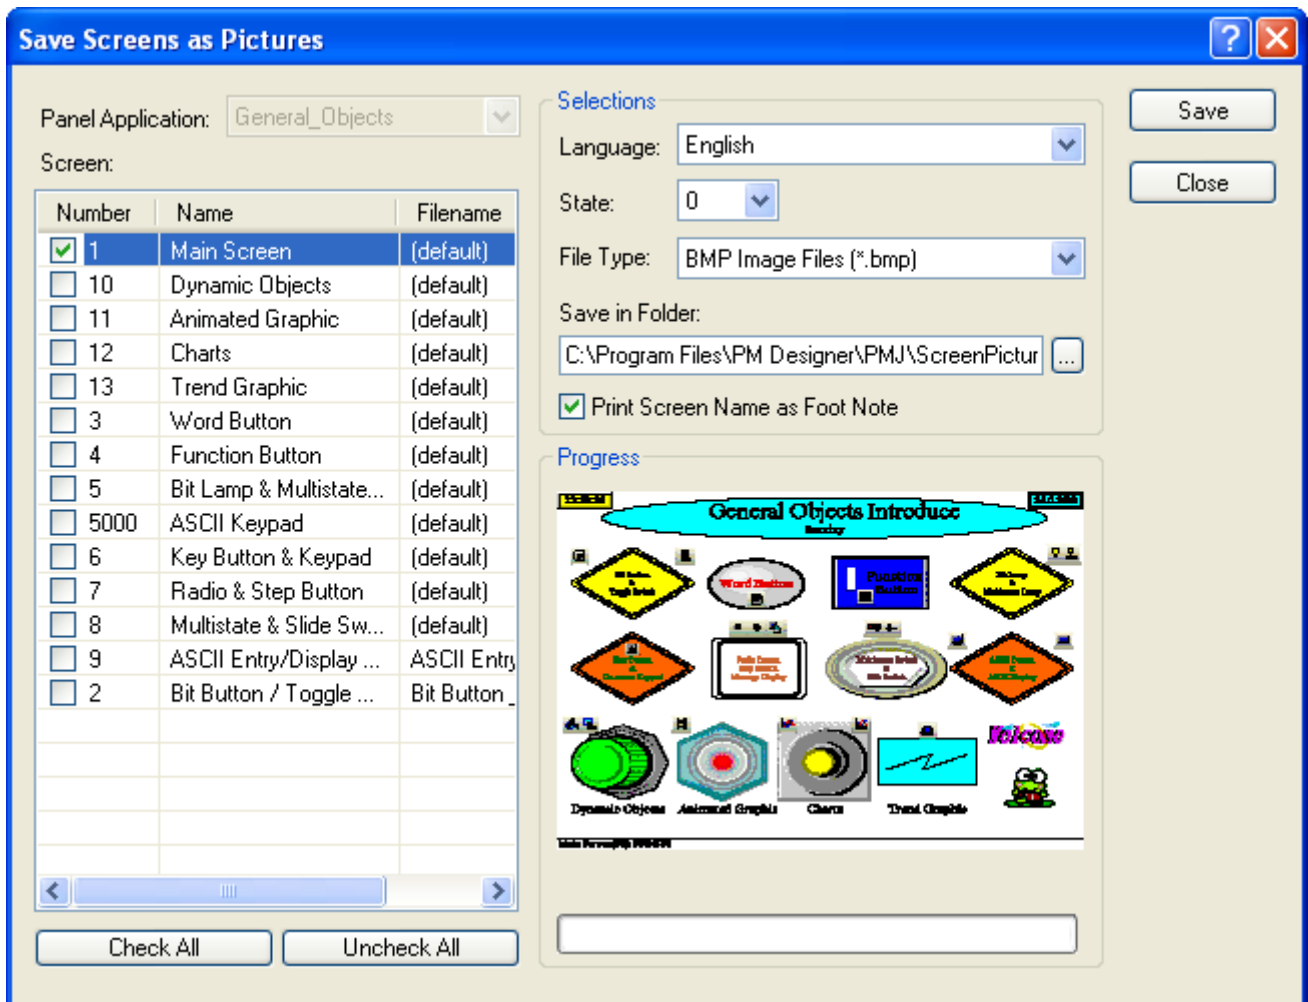 Save Screens as Pictures
Panel Application: General_Objects
Screen:
Number Name Filename
1 Main Screen (default)
10 Dynamic Objects (default)
11 Animated Graphic (default)
12 Charts (default)
13 Trend Graphic (default)
3 Word Button (default)
4 Function Button (default)
5 Bit Lamp & Multistate... (default)
5000 ASCII Keypad (default)
6 Key Button & Keypad (default)
7 Radio & Step Button (default)
8 Multistate & Slide Sw... (default)
9 ASCII Entry/Display ... ASCII Entry
2 Bit Button / Toggle ... Bit Button _
Check All Uncheck All
Selections
Language: English
State: 0
File Type: BMP Image Files (*.bmp)
Save in Folder:
C:\Program Files\PM Designer\PMJ\ScreenPictur ...
Print Screen Name as Foot Note
Progress
General Objects Introduce
Word Button
Function
Button
Welcome
Dynamic Objects Animated Graphic Charts Trend Graphic
Save
Close